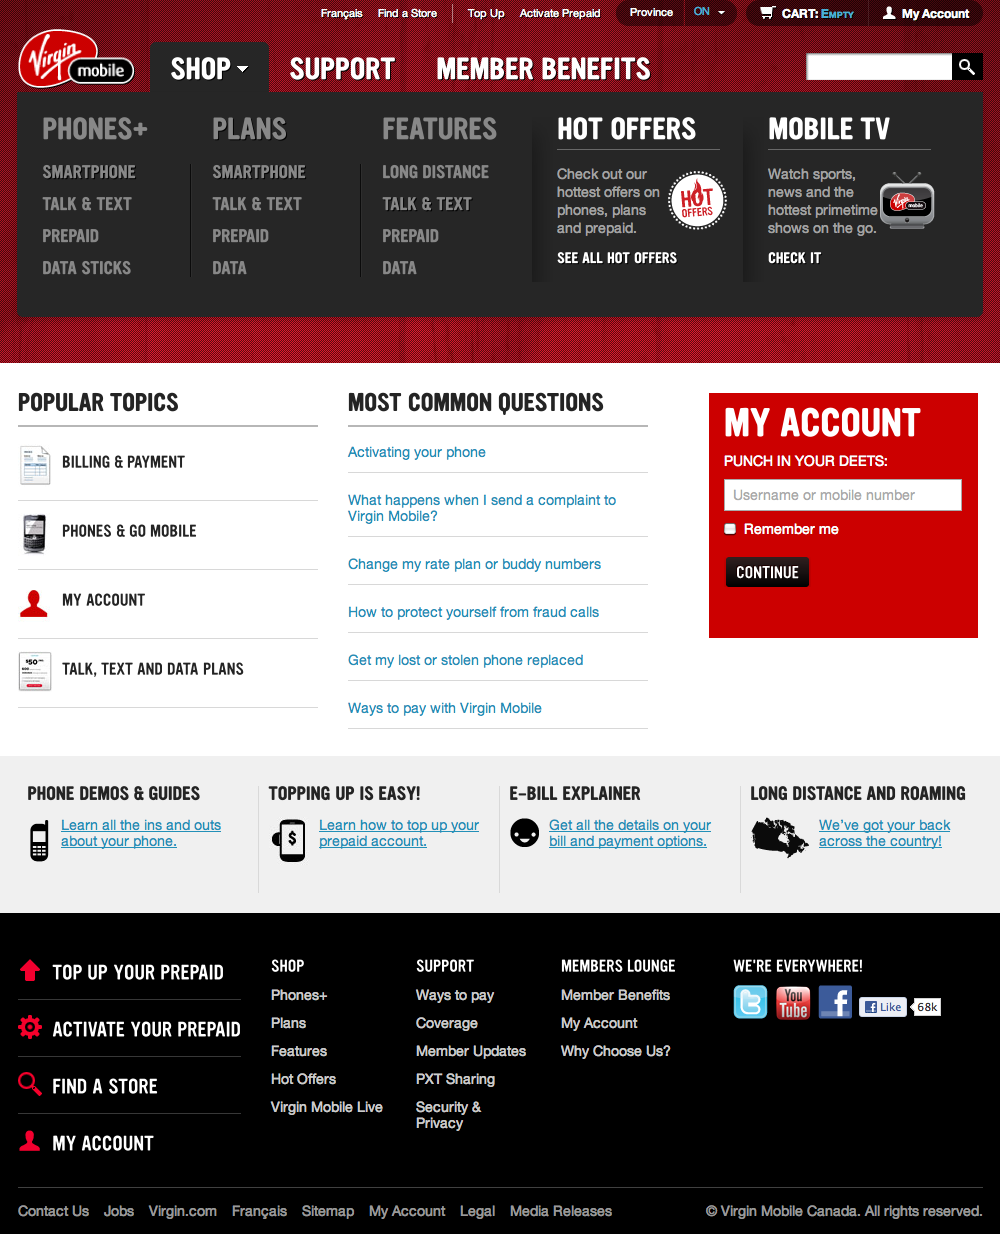 Français Find a Store Top Up Activate Prepaid Province ON CART: EMPTY My Account
Virgin mobile
SHOP SUPPORT MEMBER BENEFITS
PHONES+
SMARTPHONE
TALK & TEXT
PREPAID
DATA STICKS
PLANS
SMARTPHONE
TALK & TEXT
PREPAID
DATA
FEATURES
LONG DISTANCE
TALK & TEXT
PREPAID
DATA
HOT OFFERS
Check out our
hottest offers on
phones, plans
and prepaid.
HOT
OFFERS
SEE ALL HOT OFFERS
MOBILE TV
Watch sports,
news and the
hottest primetime
shows on the go.
Virgin mobile
CHECK IT
POPULAR TOPICS
BILLING & PAYMENT
PHONES & GO MOBILE
MY ACCOUNT
$50
TALK, TEXT AND DATA PLANS
MOST COMMON QUESTIONS
Activating your phone
What happens when I send a complaint to
Virgin Mobile?
Change my rate plan or buddy numbers
How to protect yourself from fraud calls
Get my lost or stolen phone replaced
Ways to pay with Virgin Mobile
MY ACCOUNT
PUNCH IN YOUR DEETS:
Username or mobile number
Remember me
CONTINUE
PHONE DEMOS & GUIDES
Learn all the ins and outs
about your phone.
TOPPING UP IS EASY!
$
Learn how to top up your
prepaid account.
E-BILL EXPLAINER
Get all the details on your
bill and payment options.
LONG DISTANCE AND ROAMING
We've got your back
across the country!
TOP UP YOUR PREPAID
ACTIVATE YOUR PREPAID
FIND A STORE
MY ACCOUNT
SHOP
Phones+
Plans
Features
Hot Offers
Virgin Mobile Live
SUPPORT
Ways to pay
Coverage
Member Updates
PXT Sharing
Security &
Privacy
MEMBERS LOUNGE
Member Benefits
My Account
Why Choose Us?
WE'RE EVERYWHERE!
t You Tube f f Like 68k
Contact Us Jobs Virgin.com Français Sitemap My Account Legal Media Releases © Virgin Mobile Canada. All rights reserved.